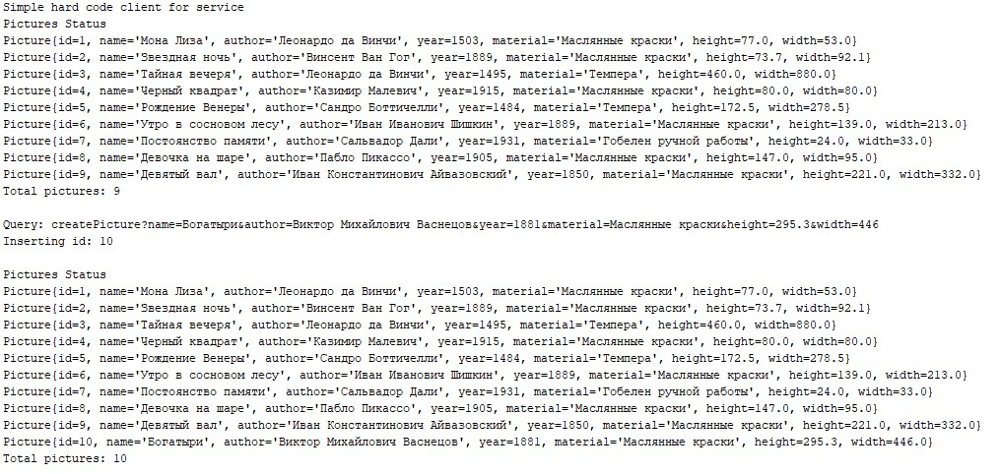 Simple hard code client for service
Pictures Status
Picture{id=1, name='Мона Лиза', author='Леонардо да Винчи', year=1503, material='Маслянные краски', height=77.0, width=53.0}
Picture{id=2, name='Звездная ночь', author='Винсент Ван Гог', year=1889, material='Маслянные краски', height=73.7, width=92.1}
Picture{id=3, name='Тайная вечеря', author='Леонардо да Винчи', year=1495, material='Темпера', height=460.0, width=880.0}
Picture{id=4, name='Черный квадрат', author='Казимир Малевич', year=1915, material='Маслянные краски', height=80.0, width=80.0}
Picture{id=5, name='Рождение Венеры', author='Сандро Боттичелли', year=1484, material='Темпера', height=172.5, width=278.5}
Picture{id=6, name='Утро в сосновом лесу', author='Иван Иванович Шишкин', year=1889, material='Маслянные краски', height=139.0, width=213.0}
Picture{id=7, name='Постоянство памяти', author='Сальвадор Дали', year=1931, material='Гобелен ручной работы', height=24.0, width=33.0}
Picture{id=8, name='Девочка на шаре', author='Пабло Пикассо', year=1905, material='Маслянные краски', height=147.0, width=95.0}
Picture{id=9, name='Девятый вал', author='Иван Константинович Айвазовский', year=1850, material='Маслянные краски', height=221.0, width=332.0}
Total pictures: 9
Query: createPicture?name=Богатыри&author=Виктор Михайлович Васнецов&year=1881&material=Маслянные краски&height=295.3&width=446
Inserting id: 10
Pictures Status
Picture{id=1, name='Мона Лиза', author='Леонардо да Винчи', year=1503, material='Маслянные краски', height=77.0, width=53.0}
Picture{id=2, name='Звездная ночь', author='Винсент Ван Гог', year=1889, material='Маслянные краски', height=73.7, width=92.1}
Picture{id=3, name='Тайная вечеря', author='Леонардо да Винчи', year=1495, material='Темпера', height=460.0, width=880.0}
Picture{id=4, name='Черный квадрат', author='Казимир Малевич', year=1915, material='Маслянные краски', height=80.0, width=80.0}
Picture{id=5, name='Рождение Венеры', author='Сандро Боттичелли', year=1484, material='Темпера', height=172.5, width=278.5}
Picture{id=6, name='Утро в сосновом лесу', author='Иван Иванович Шишкин', year=1889, material='Маслянные краски', height=139.0, width=213.0}
Picture{id=7, name='Постоянство памяти', author='Сальвадор Дали', year=1931, material='Гобелен ручной работы', height=24.0, width=33.0}
Picture{id=8, name='Девочка на шаре', author='Пабло Пикассо', year=1905, material='Маслянные краски', height=147.0, width=95.0}
Picture{id=9, name='Девятый вал', author='Иван Константинович Айвазовский', year=1850, material='Маслянные краски', height=221.0, width=332.0}
Picture{id=10, name='Богатыри', author='Виктор Михайлович Васнецов', year=1881, material='Маслянные краски', height=295.3, width=446.0}
Total pictures: 10